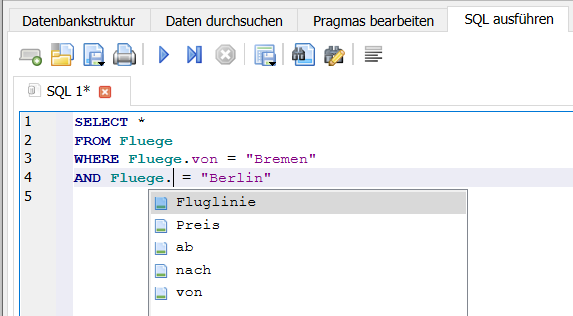 Datenbankstruktur Daten durchsuchen Pragmas bearbeiten SQL ausführen
SQL 1*
1 SELECT *
2 FROM Fluege
3 WHERE Fluege.von = "Bremen"
4 AND Fluege. = "Berlin"
5
Fluglinie
Preis
ab
nach
von